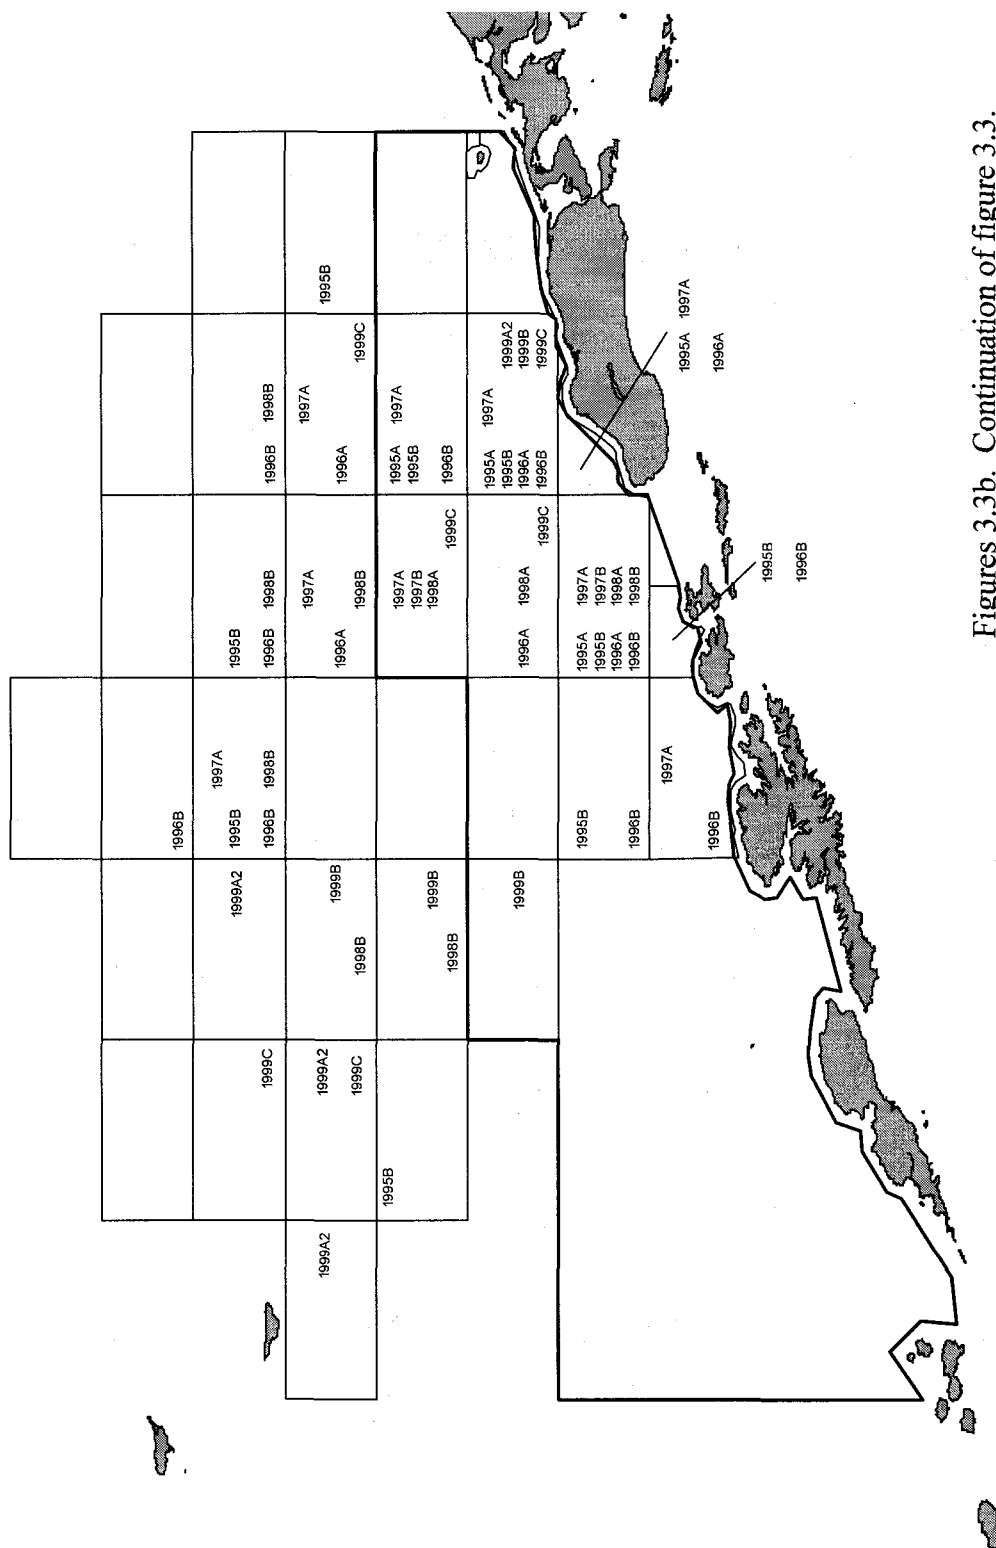 1996B
1997A
1999A2 1995B 1995B
1999C 1996B 1998B 1996B 1998B 1996B 1998B
1997A 1997A
1999A2 1999A2 1995B
1999B 1996A 1996A
1999C 1998B 1998B 1999C
1995B
1997A 1995A 1997A
1997B 1995B
1999B 1998A
1998B 1999C 1996B
1995A 1997A
1995B 1999A2
1999B 1996A 1998A 1996A 1999B
1999C 1996B 1999C
1995B 1995A 1997A
1995B 1997B
1996A 1998A
1996B 1996B 1998B
1997A
1995A 1997A
1996B 1996A
1995B
1996B
Figures 3.3b. Continuation of figure 3.3.